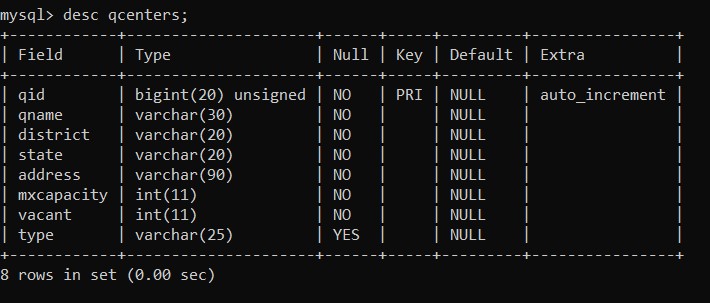 mysql> desc qcenters;
+-----------+---------------------+------+-----+---------+----------------+
| Field     | Type                | Null | Key | Default | Extra          |
+-----------+---------------------+------+-----+---------+----------------+
| qid       | bigint(20) unsigned | NO   | PRI | NULL    | auto_increment |
| qname     | varchar(30)         | NO   |     | NULL    |                |
| district  | varchar(20)         | NO   |     | NULL    |                |
| state     | varchar(20)         | NO   |     | NULL    |                |
| address   | varchar(90)         | NO   |     | NULL    |                |
| mxcapacity | int(11)             | NO   |     | NULL    |                |
| vacant    | int(11)             | NO   |     | NULL    |                |
| type      | varchar(25)         | YES  |     | NULL    |                |
+-----------+---------------------+------+-----+---------+----------------+
8 rows in set (0.00 sec)